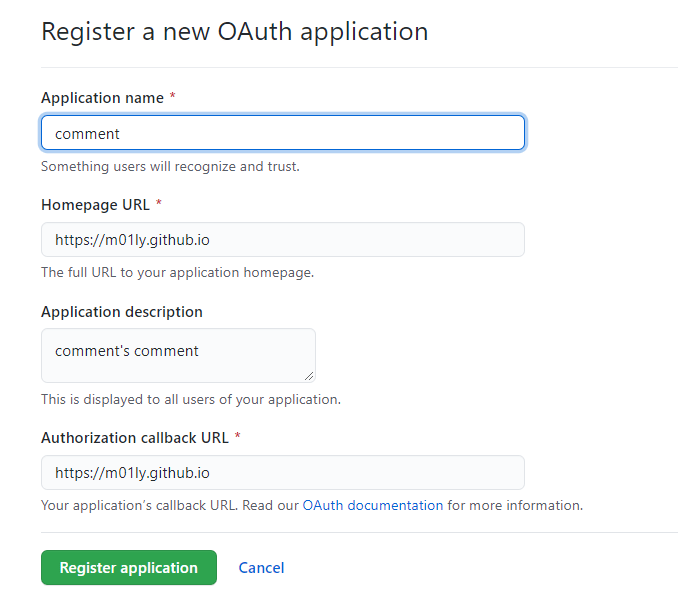 Register a new OAuth application
Application name *
comment
Something users will recognize and trust.
Homepage URL *
https://m01ly.github.io
The full URL to your application homepage.
Application description
comment's comment
This is displayed to all users of your application.
Authorization callback URL *
https://m01ly.github.io
Your application’s callback URL. Read our OAuth documentation for more information.
Register application Cancel